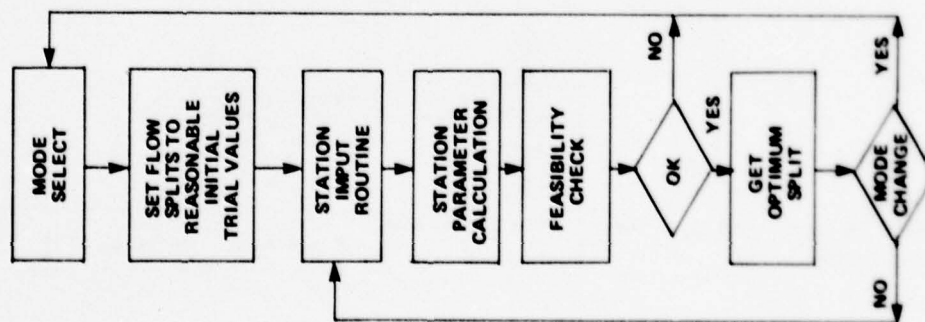 MODE
SELECT
SET FLOW
SPLITS TO
REASONABLE
INITIAL
TRIAL VALUES
STATION
IMPUT
ROUTINE
STATION
PARAMETER
CALCULATION
FEASIBILITY
CHECK
OK
NO
YES
GET
OPTIMUM
SPLIT
MODE
CHANGE
YES
NO